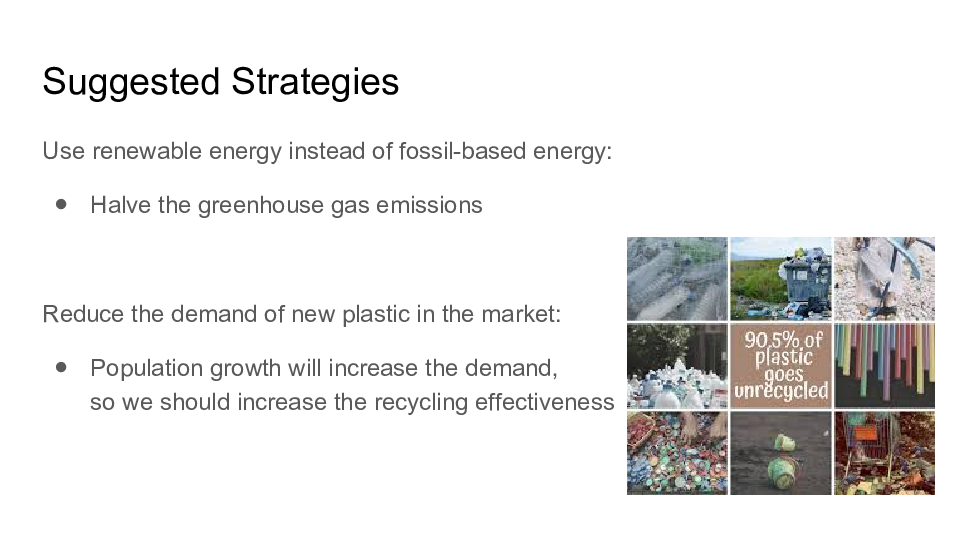 Suggested Strategies
Use renewable energy instead of fossil-based energy:
● Halve the greenhouse gas emissions
Reduce the demand of new plastic in the market:
● Population growth will increase the demand,
so we should increase the recycling effectiveness
90.5% of
plastic
goes
unrecycled